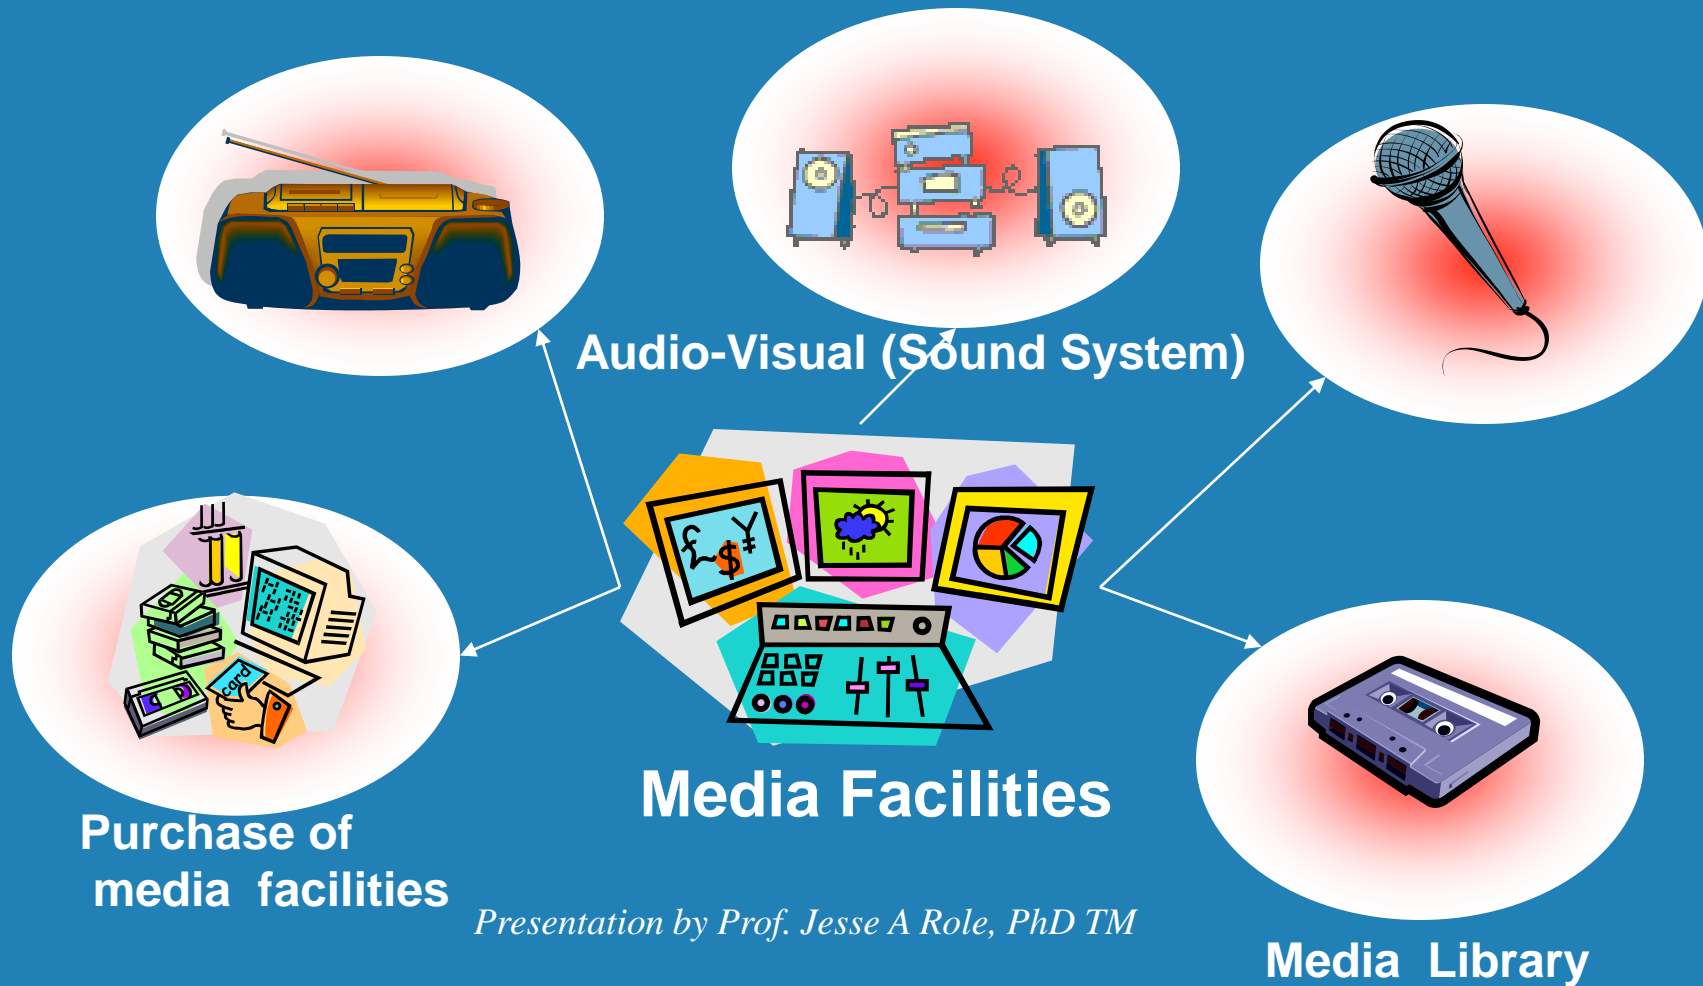 Audio-Visual (Sound System)
£ $ ¥
card
Media Facilities
Purchase of
media facilities
Presentation by Prof. Jesse A Role, PhD TM
Media Library